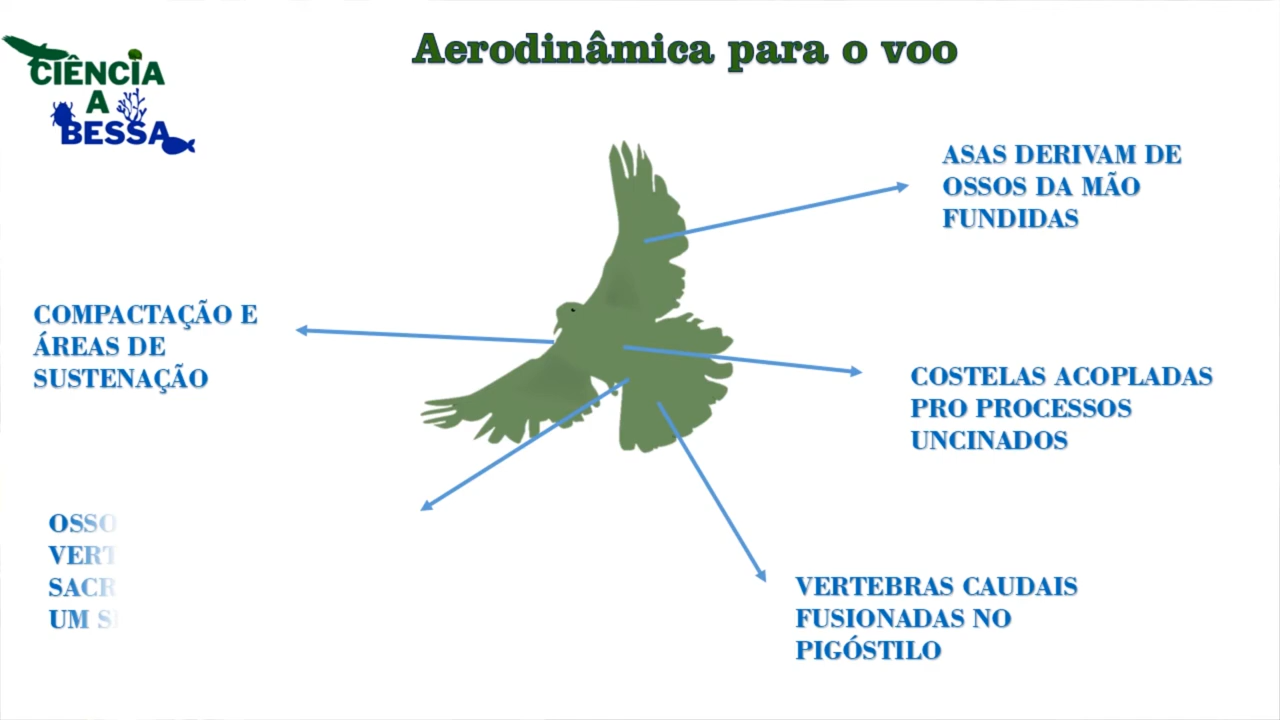 CIÊNCIA
A
BESSA
Aerodinâmica para o voo
ASAS DERIVAM DE
OSSOS DA MÃO
FUNDIDAS
COMPACTAÇÃO E
ÁREAS DE
SUSTENAÇÃO
COSTELAS ACOPLADAS
PRO PROCESSOS
UNCINADOS
OSSO
VERT
SACR
UM S
VERTEBRAS CAUDAIS
FUSIONADAS NO
PIGÓSTILO